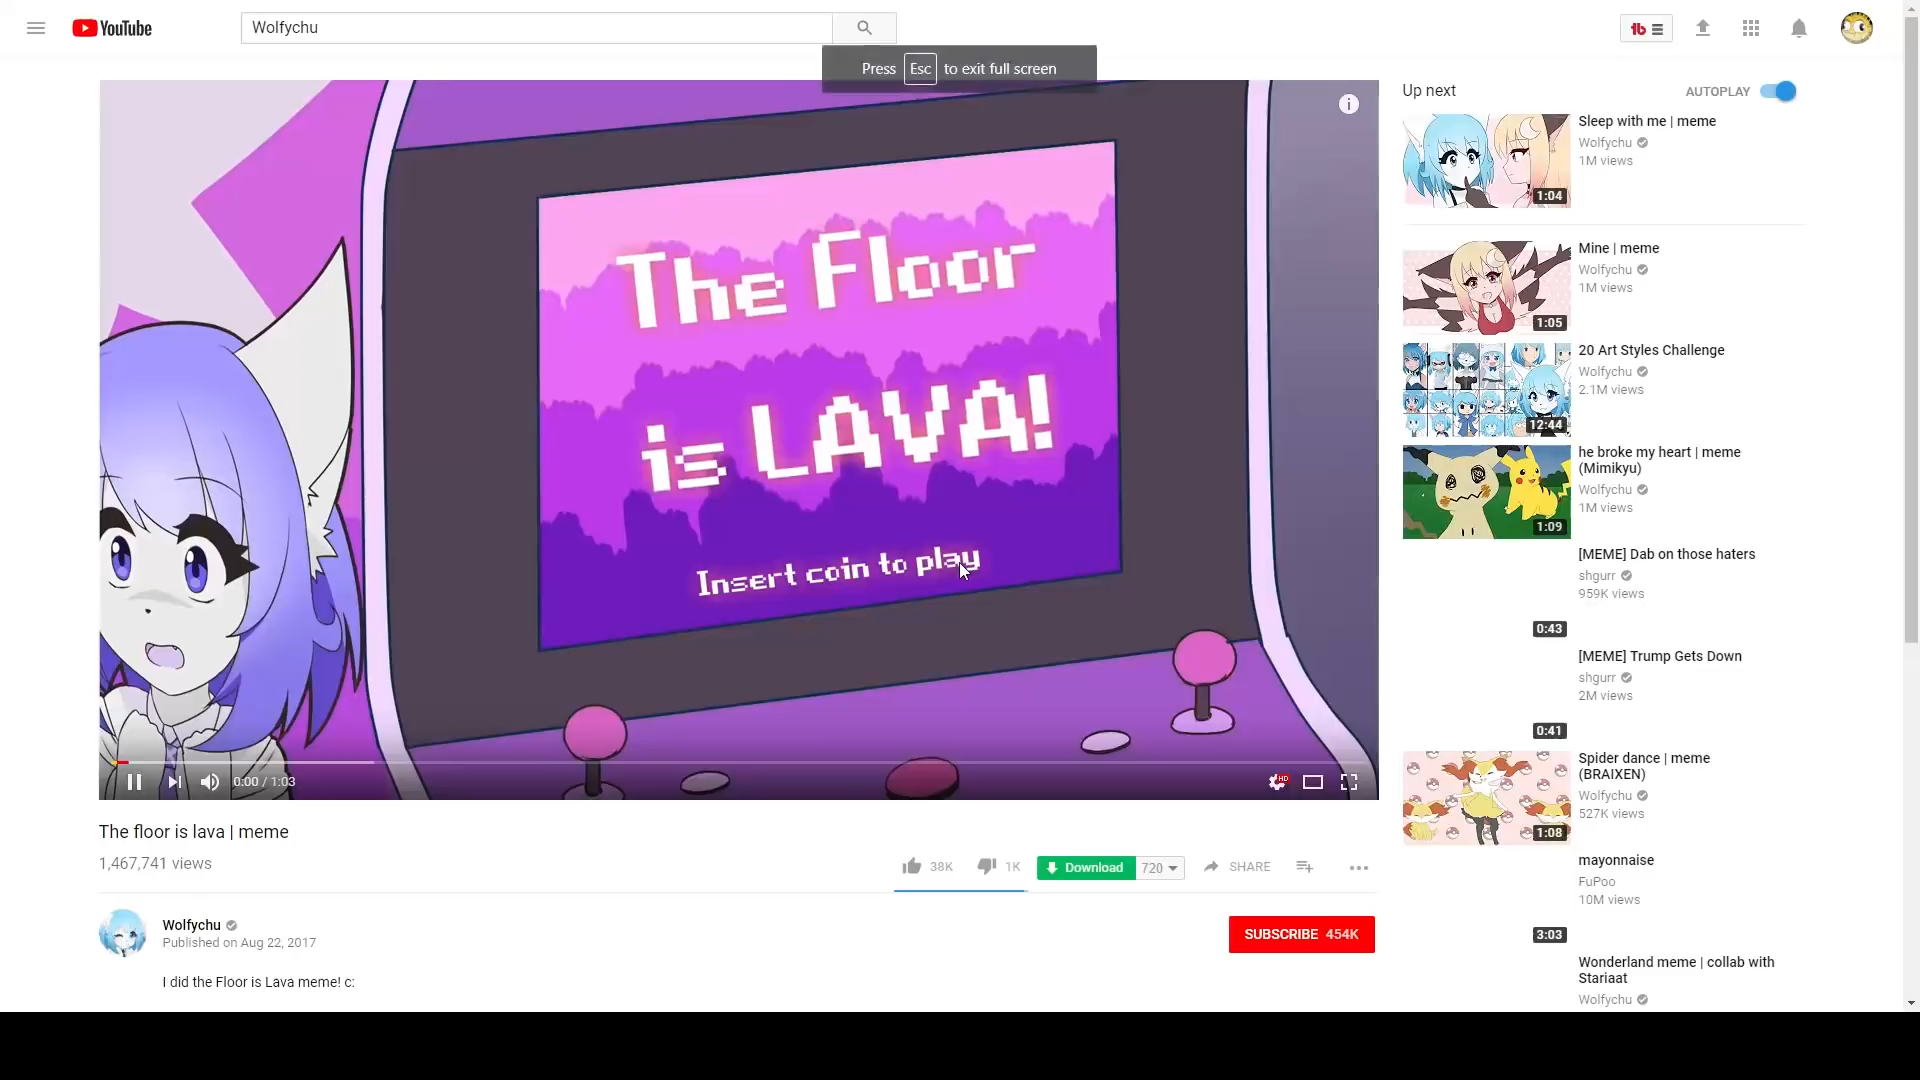 YouTube
Wolfychu
Press Esc to exit full screen
The Floor
is LAVA!
Insert coin to play
0:00 / 1:03
HD
The floor is lava | meme
1,467,741 views
38K
1K
Download
720
SHARE
Wolfychu
Published on Aug 22, 2017
SUBSCRIBE 454K
I did the Floor is Lava meme! c:
Up next
AUTOPLAY
Sleep with me | meme
Wolfychu
1M views
1:04
Mine | meme
Wolfychu
1M views
1:05
20 Art Styles Challenge
Wolfychu
2.1M views
12:44
he broke my heart | meme
(Mimikyu)
Wolfychu
1M views
1:09
[MEME] Dab on those haters
shgurr
959K views
0:43
[MEME] Trump Gets Down
shgurr
2M views
0:41
Spider dance | meme
(BRAIXEN)
Wolfychu
527K views
1:08
mayonnaise
FuPoo
10M views
3:03
Wonderland meme | collab with
Stariaat
Wolfychu